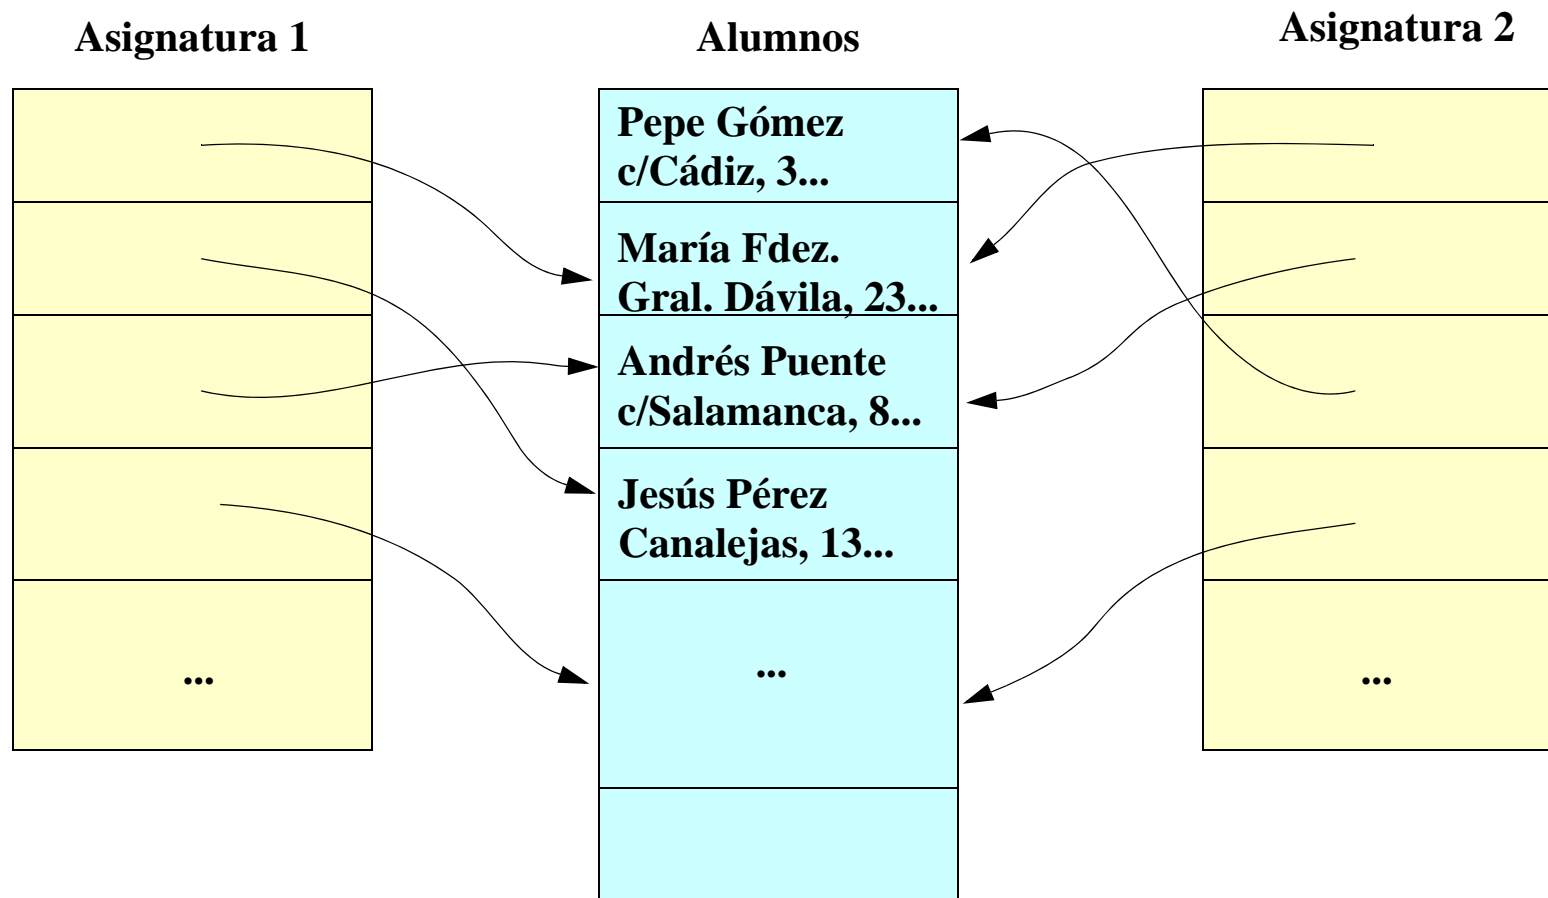 Asignatura 1
Alumnos
Asignatura 2
Pepe Gómez
c/Cádiz, 3...
María Fdez.
Gral. Dávila, 23...
Andrés Puente
c/Salamanca, 8...
Jesús Pérez
Canalejas, 13...
...
...
...